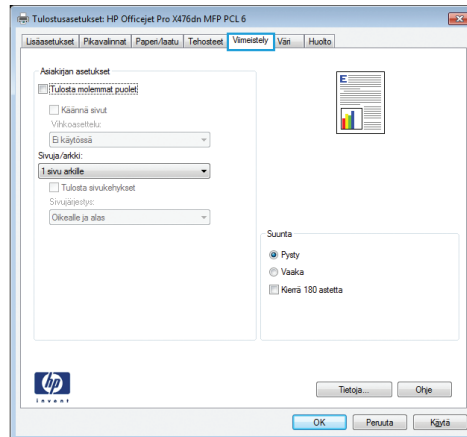 Tulostusasetukset: HP Officejet Pro X476dn MFP PCL 6
Lisäasetukset Pikavalinnat Paperi/laatu Tehosteet Viimeistely Väri Huolto
Asiakirjan asetukset
Tulosta molemmat puolet
Käännä sivut
Vihkoasettelu:
Ei käytössä
Sivuja/arkki:
1 sivu arkille
Tulosta sivukehykset
Sivujärjestys:
Oikealle ja alas
E
Suunta
Pysty
Vaaka
Kierrä 180 astetta
hp
invent
Tietoja... Ohje
OK Peruuta Käytä